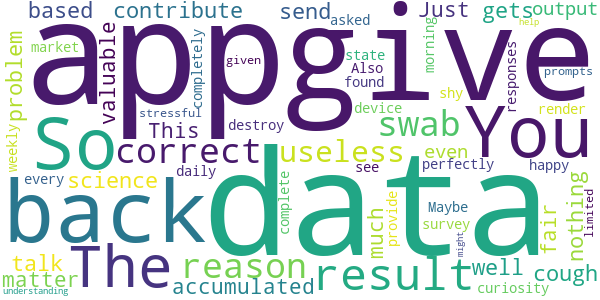 based contribute send Just gets output
app give
market valuable completely asked morning responses
problem given state shy prompts help
Also found render
So stressful swab You
This device
weekly destroy even perfectly happy
correct useless
back data
every science daily complete see Maybe nothing limited
The reason much provide survey fair
talk well might
matter result cough
accumulated curiosity
understanding